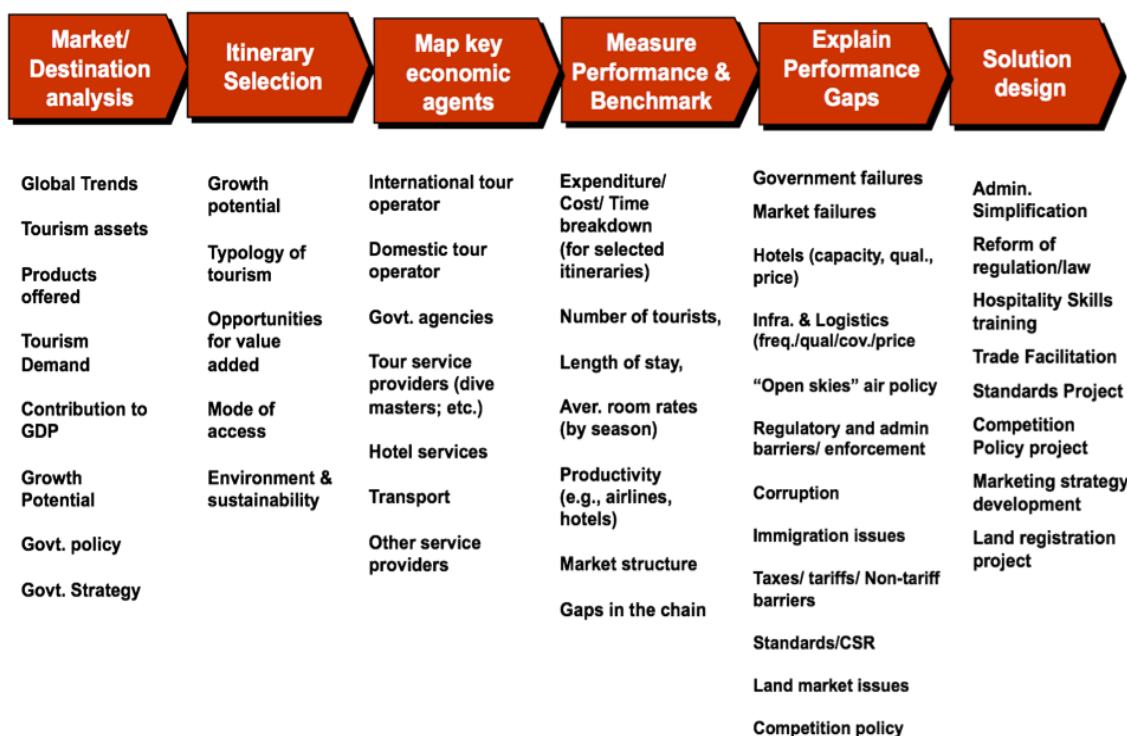 Market/
Destination
analysis
Itinerary
Selection
Map key
economic
agents
Measure
Performance &
Benchmark
Explain
Performance
Gaps
Solution
design
Global Trends
Tourism assets
Products
offered
Tourism
Demand
Contribution to
GDP
Growth
Potential
Govt. policy
Govt. Strategy
Growth
potential
Typology of
tourism
Opportunities
for value
added
Mode of
access
Environment &
sustainability
International tour
operator
Domestic tour
operator
Govt. agencies
Tour service
providers (dive
masters; etc.)
Hotel services
Transport
Other service
providers
Expenditure/
Cost/ Time
breakdown
(for selected
itineraries)
Number of tourists,
Length of stay,
Aver. room rates
(by season)
Productivity
(e.g., airlines,
hotels)
Market structure
Gaps in the chain
Government failures
Market failures
Hotels (capacity, qual.,
price)
Infra. & Logistics
(freq./qual/cov./price
“Open skies” air policy
Regulatory and admin
barriers/ enforcement
Corruption
Immigration issues
Taxes/ tariffs/ Non-tariff
barriers
Standards/CSR
Land market issues
Competition policy
Admin.
Simplification
Reform of
regulation/law
Hospitality Skills
training
Trade Facilitation
Standards Project
Competition
Policy project
Marketing strategy
development
Land registration
project